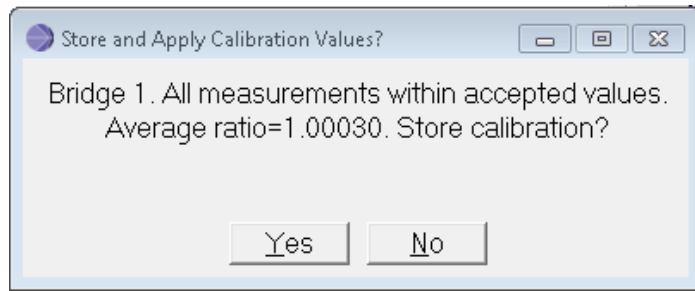 Store and Apply Calibration Values?
Bridge 1. All measurements within accepted values.
Average ratio=1.00030. Store calibration?
Yes No